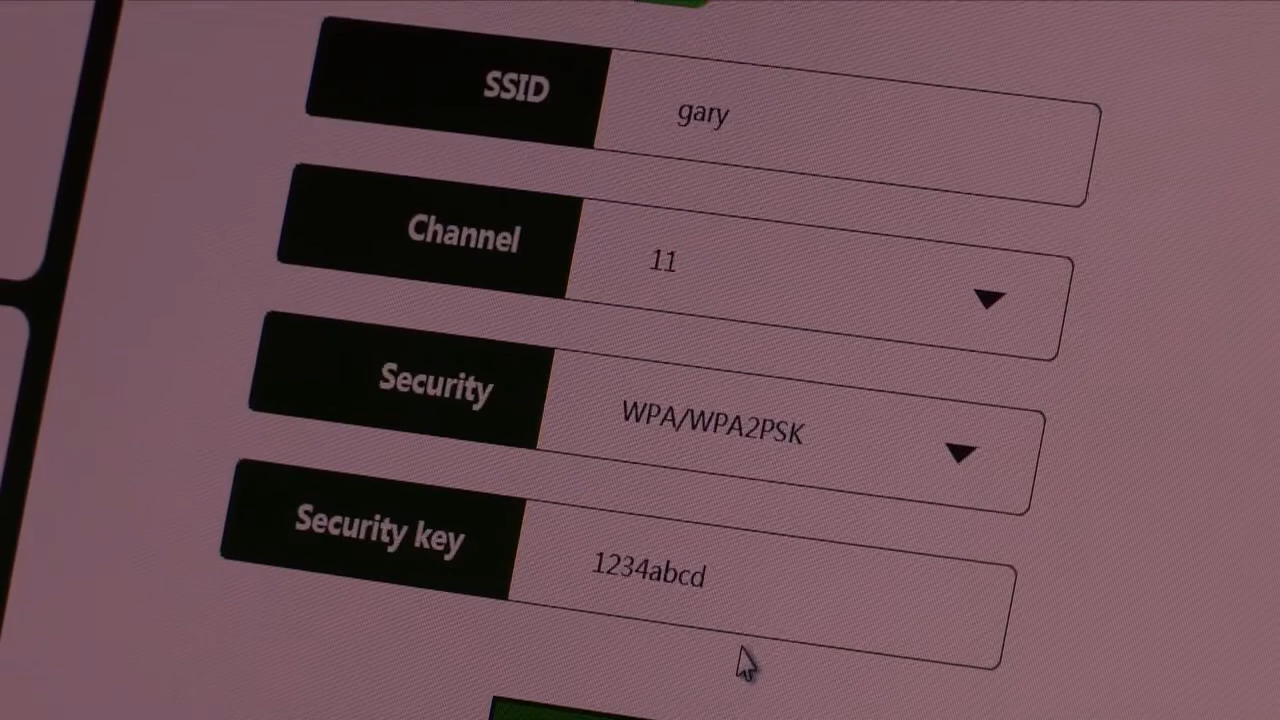 SSID gary
Channel 11
Security WPA/WPA2PSK
Security key 1234abcd